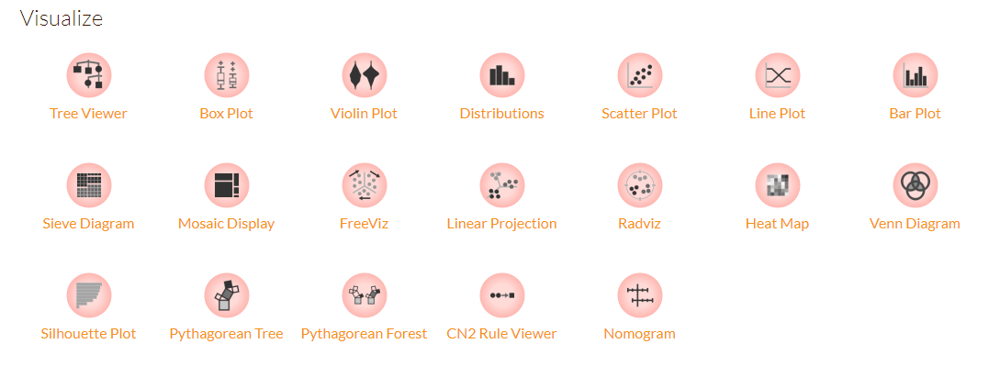 Visualize
Tree Viewer
Box Plot
Violin Plot
Distributions
Scatter Plot
Line Plot
Bar Plot
Sieve Diagram
Mosaic Display
FreeViz
Linear Projection
Radviz
Heat Map
Venn Diagram
Silhouette Plot
Pythagorean Tree
Pythagorean Forest
CN2 Rule Viewer
Nomogram